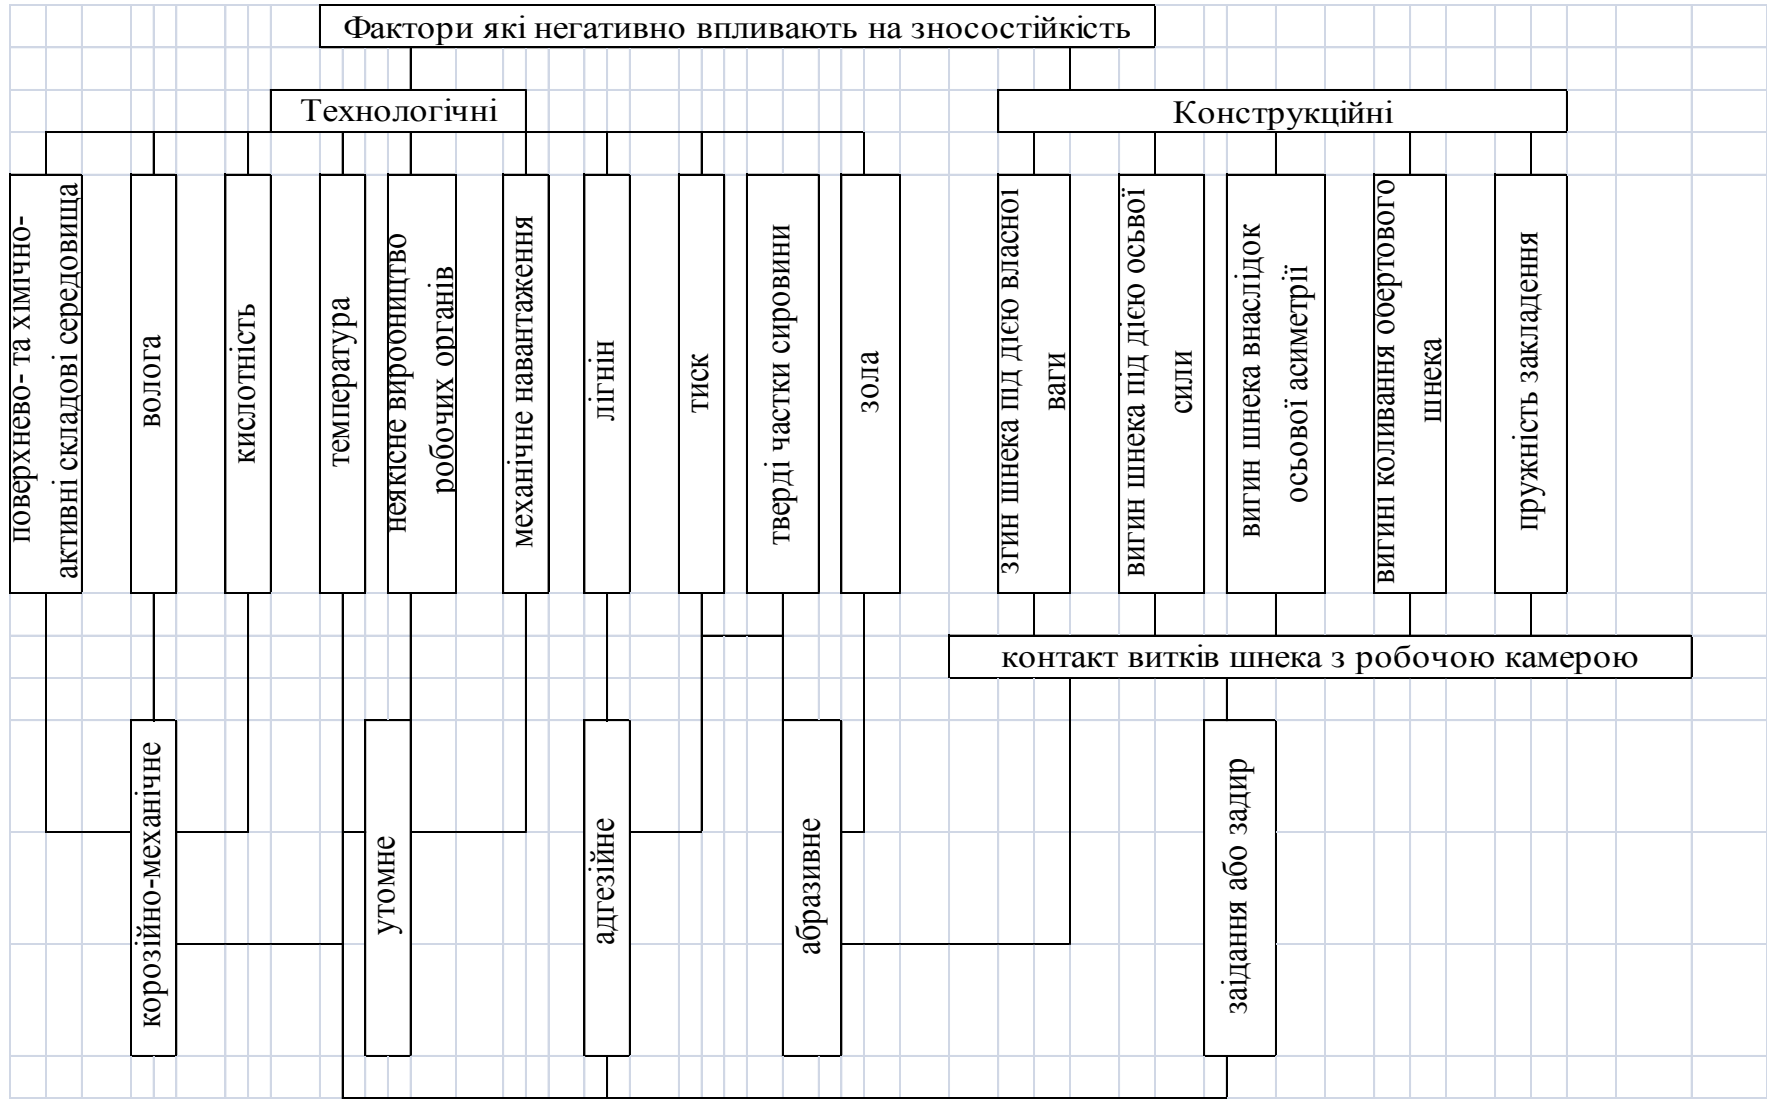 Фактори які негативно впливають на зносостійкість
Технологічні
Конструкційні
поверхнево- та хімічно-
активні складові середовища
волога
кислотність
температура
неякісне виробоництво
робочих органів
механічне навантаження
лігнін
тиск
тверді частки сировини
зола
згин шнека під дією власної
ваги
вигин шнека під дією осьвої
сили
вигин шнека внаслідок
осьової асиметрії
вигині коливання обертового
шнека
пружність закладення
контакт витків шнека з робочою камерою
корозійно-механічне
утомне
адгезійне
абразивне
заідання або задир